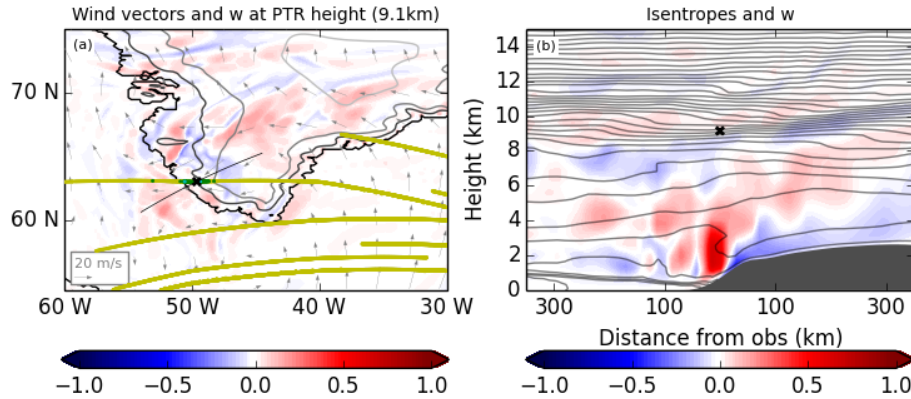 Wind vectors and w at PTR height (9.1km)
(a)
70 N
60 N
20 m/s
60 W
50 W
40 W
30 W
−1.0
−0.5
0.0
0.5
1.0
Isentropes and w
(b)
Height (km)
14
12
10
8
6
4
2
0
300
100
100
300
Distance from obs (km)
−1.0
−0.5
0.0
0.5
1.0